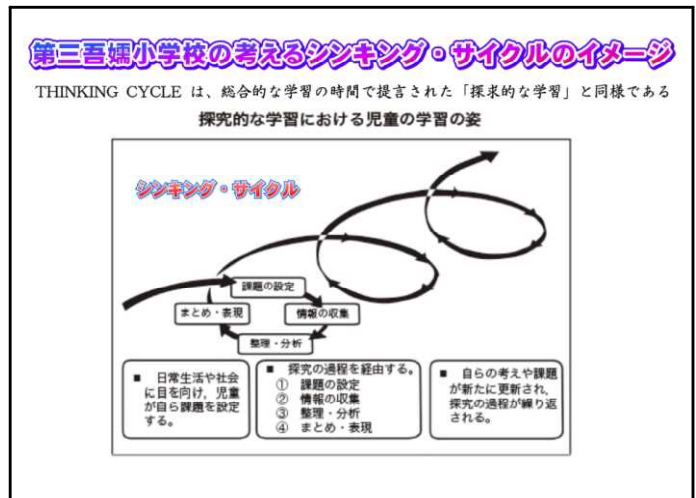 第三吾嬬小学校の考えるシンキング・サイクルのイメージ
THINKING CYCLE は、総合的な学習の時間で提言された「探求的な学習」と同様である
探究的な学習における児童の学習の姿
シンキング・サイクル
課題の設定
まとめ・表現
情報の収集
整理・分析
■ 日常生活や社会
に目を向け，児童
が自ら課題を設定
する。
■ 探究の過程を経由する。
① 課題の設定
② 情報の収集
③ 整理・分析
④ まとめ・表現
■ 自らの考えや課題
が新たに更新され，
探究の過程が繰り返
される。